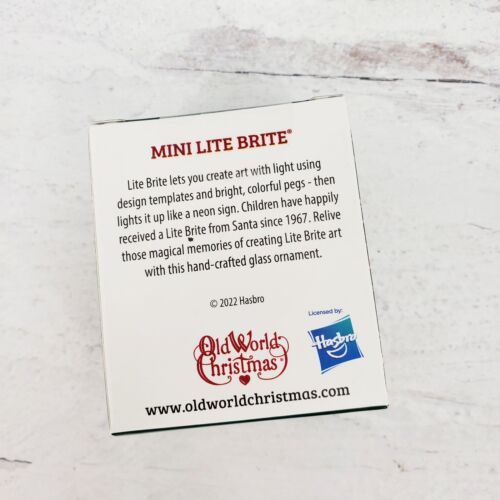 MINI LITE BRITE®
Lite Brite lets you create art with light using
design templates and bright, colorful pegs - then
lights it up like a neon sign. Children have happily
received a Lite Brite from Santa since 1967. Relive
those magical memories of creating Lite Brite art
with this hand-crafted glass ornament.
© 2022 Hasbro
Licensed by:
Old World
Christmas
Hasbro
www.oldworldchristmas.com